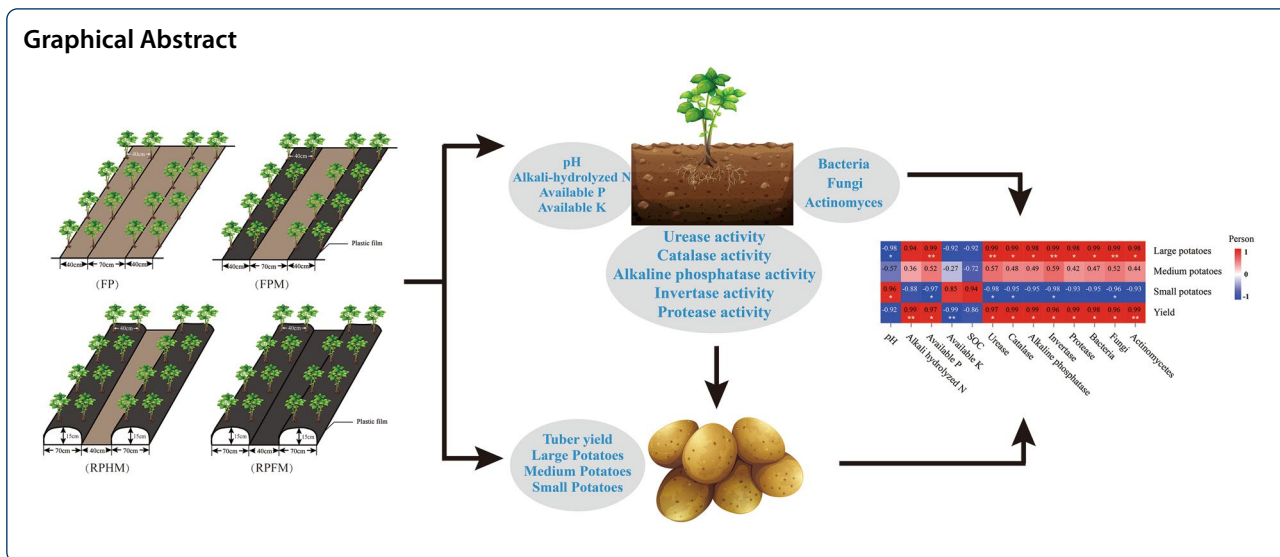 Graphical Abstract
40cm
40cm 70cm 40cm
(FP)
40cm
Plastic film
40cm 70cm 40cm
(FPM)
40cm
15cm 15cm
70cm 40cm 70cm
(RPHM)
40cm
Plastic film
15cm 15cm
70cm 40cm 70cm
(RPFM)
pH
Alkali-hydrolyzed N
Available P
Available K
Bacteria
Fungi
Actinomyces
Urease activity
Catalase activity
Alkaline phosphatase activity
Invertase activity
Protease activity
Tuber yield
Large Potatoes
Medium Potatoes
Small Potatoes
-0.98 0.94 0.99 -0.92 -0.92 0.99 0.99 0.98 0.99 0.98 0.99 0.99 0.98 Large potatoes
* ** ** * * ** * * ** *
-0.57 0.36 0.52 -0.27 -0.72 0.57 0.48 0.49 0.59 0.42 0.47 0.52 0.44 Medium potatoes
0.96 -0.88 -0.97 0.83 0.94 -0.98 -0.95 -0.95 -0.98 -0.93 -0.95 -0.96 -0.93 Small potatoes
* * * * * * *
-0.92 0.99 0.97 -0.99 -0.86 0.97 0.99 0.99 0.96 0.99 0.98 0.96 0.99 Yield
** * ** * * * * * * **
pH
Alkali hydrolyzed N
Available P
Available K
SOC
Urease
Catalase
Alkaline phosphatase
Invertase
Protease
Bacteria
Fungi
Actinomycetes
Person
1
0
-1